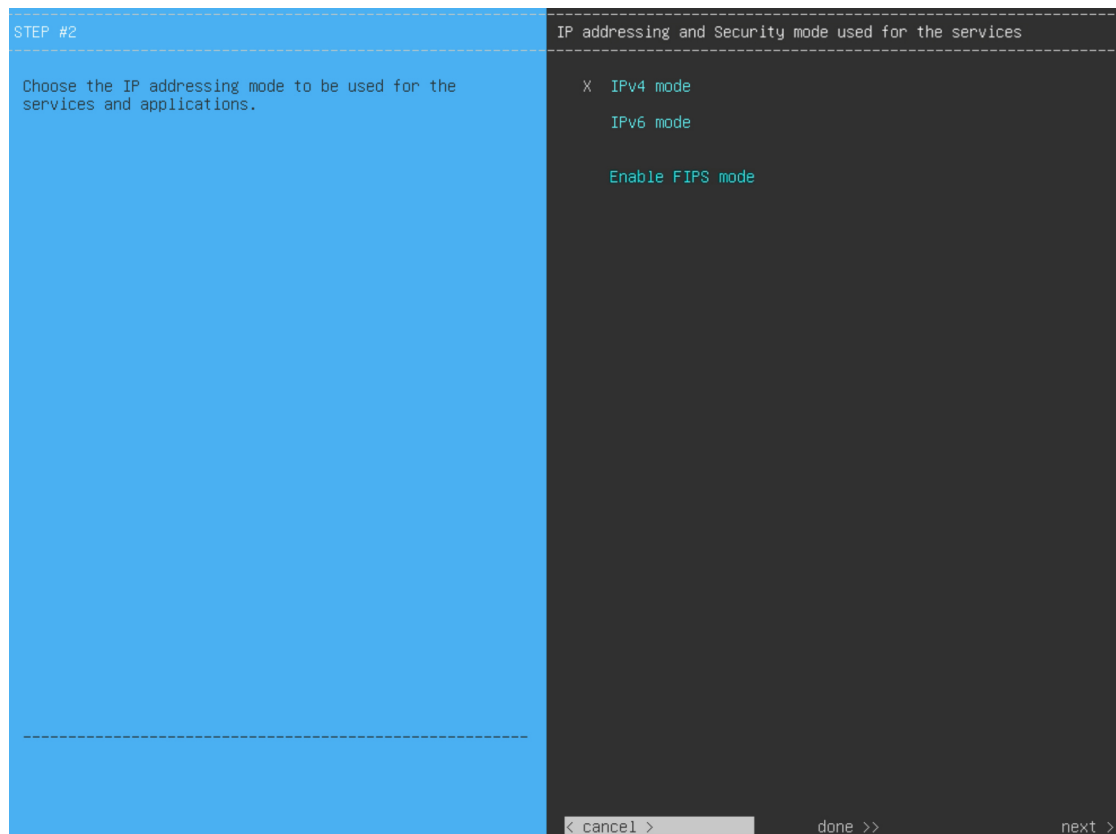 STEP #2
Choose the IP addressing mode to be used for the
services and applications.
IP addressing and Security mode used for the services
X IPv4 mode
IPv6 mode
Enable FIPS mode
< cancel >
done >>
next >